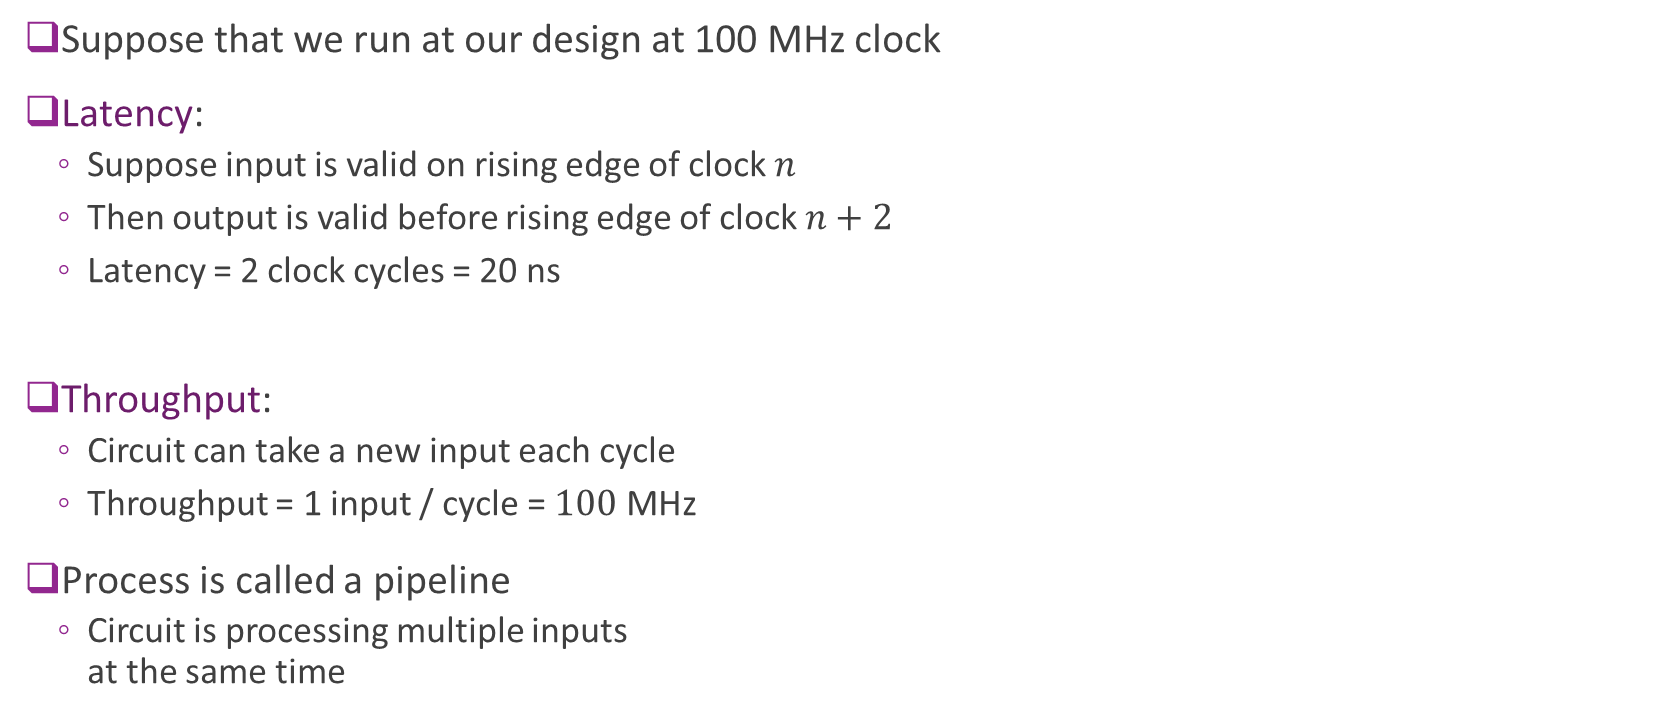 ❑Suppose that we run at our design at 100 MHz clock
❑Latency:
◦ Suppose input is valid on rising edge of clock 𝑛
◦ Then output is valid before rising edge of clock 𝑛 + 2
◦ Latency = 2 clock cycles = 20 ns
❑Throughput:
◦ Circuit can take a new input each cycle
◦ Throughput = 1 input / cycle = 100 MHz
❑Process is called a pipeline
◦ Circuit is processing multiple inputs
at the same time